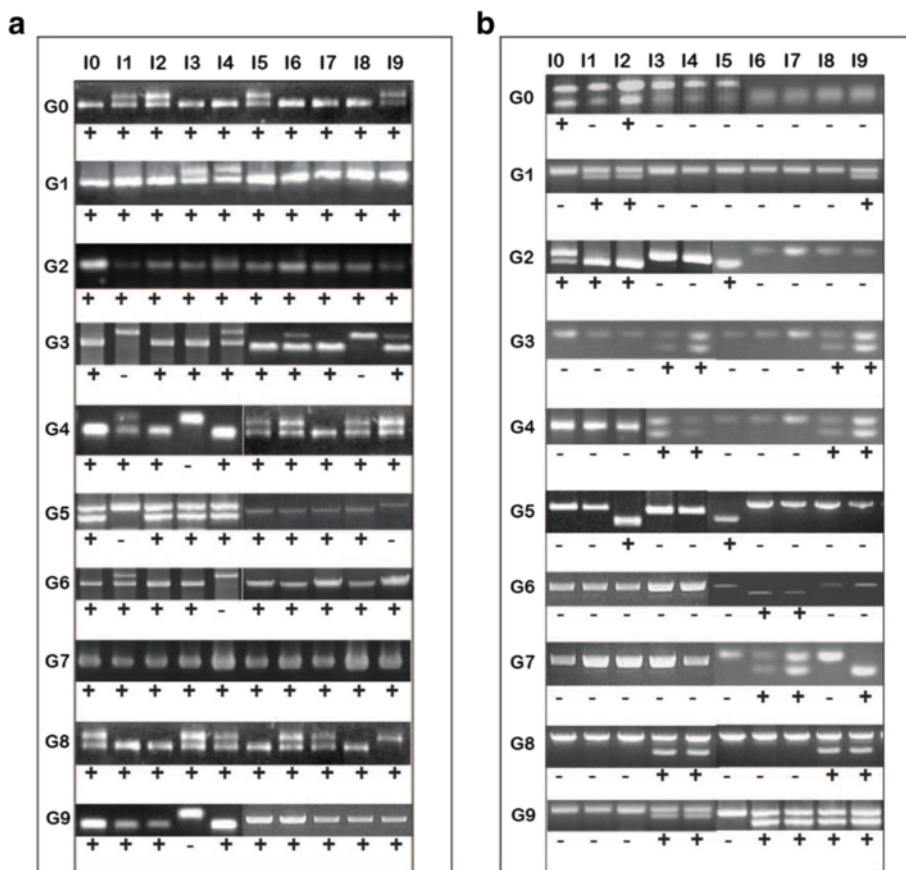 a
I0 I1 I2 I3 I4 I5 I6 I7 I8 I9
G0
+ + + + + + + + + +
G1
+ + + + + + + + + +
G2
+ + + + + + + + + +
G3
+ - + + + + + + - +
G4
+ + + - + + + + + +
G5
+ - + + + + + + + -
G6
+ + + + - + + + + +
G7
+ + + + + + + + + +
G8
+ + + + + + + + + +
G9
+ + + - + + + + + +
b
I0 I1 I2 I3 I4 I5 I6 I7 I8 I9
G0
+ - + - - - - - - -
G1
- + + - - - - - - +
G2
+ + + - - + - - - -
G3
- - - + + - - - + +
G4
- - - + + - - - + +
G5
- - + - - + - - - -
G6
- - - - - - + + - -
G7
- - - - - - + + - +
G8
- - - + + - - - + +
G9
- - - + + - + + + +